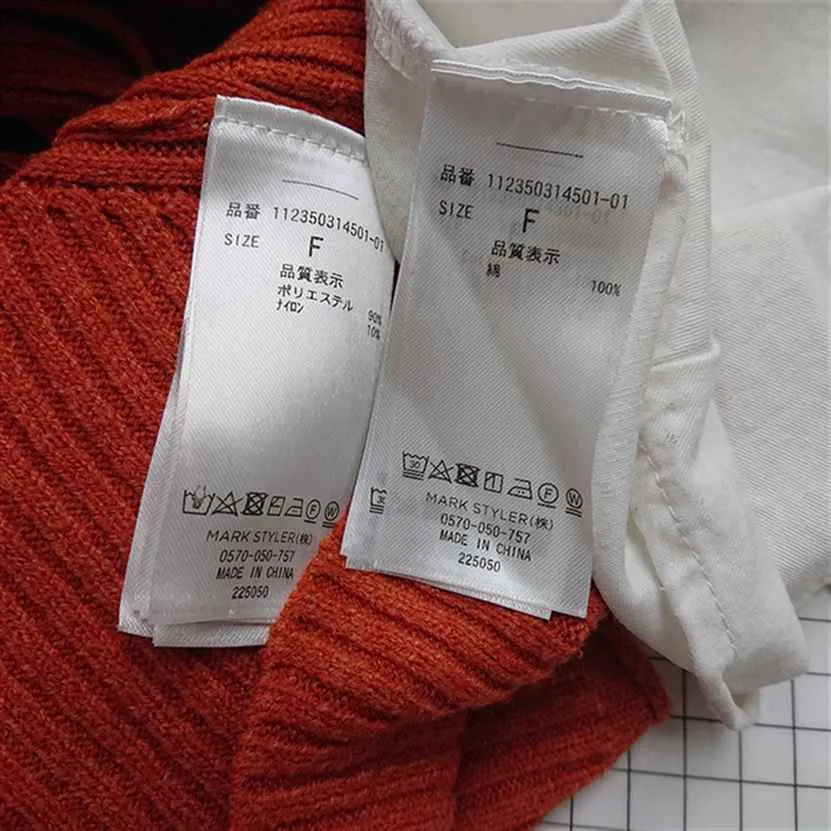 品番 112350314501-01
SIZE F
品質表示
ポリエステル 90%
ナイロン 10%
F W
MARK STYLER(株)
0570-050-757
MADE IN CHINA
225050
品番 112350314501-01
SIZE F
品質表示
綿 100%
30 F W
MARK STYLER(株)
0570-050-757
MADE IN CHINA
225050
30